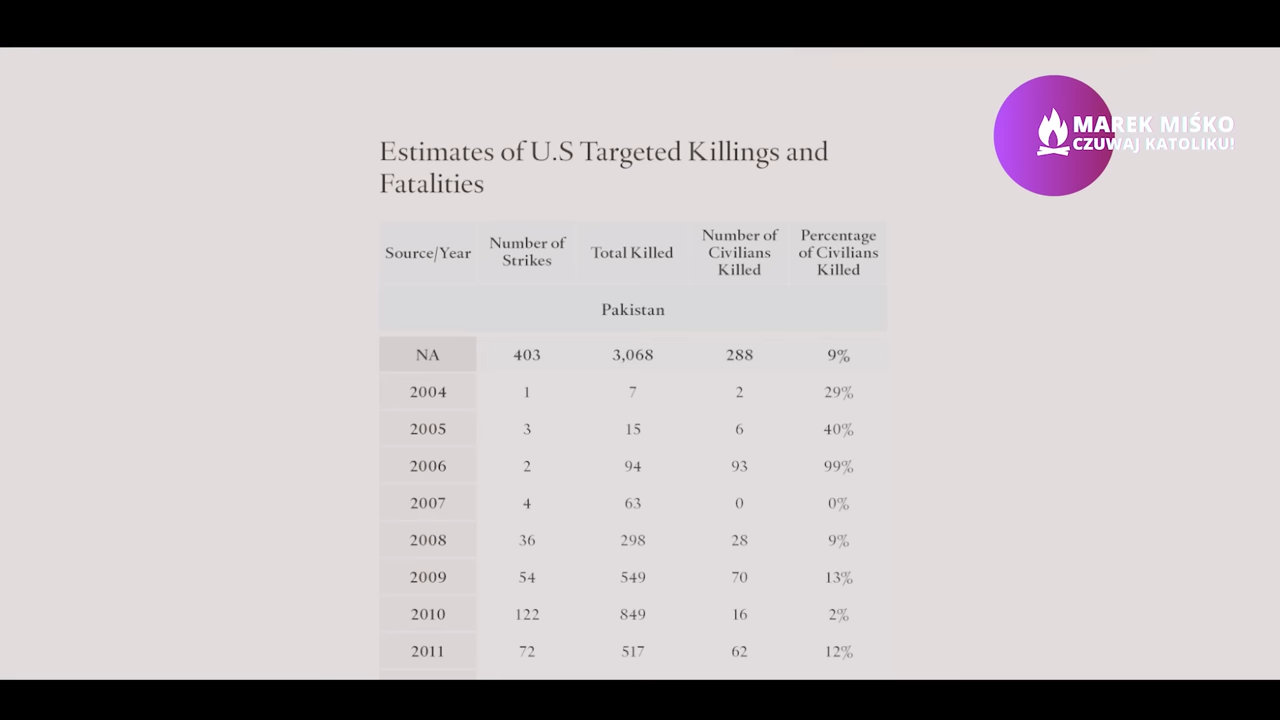 MAREK MIŚKO
CZUWAJ KATOLIKU!
Estimates of U.S Targeted Killings and
Fatalities
Source/Year Number of Strikes Total Killed Number of Civilians Killed Percentage of Civilians Killed
Pakistan
NA 403 3,068 288 9%
2004 1 7 2 29%
2005 3 15 6 40%
2006 2 94 93 99%
2007 4 63 0 0%
2008 36 298 28 9%
2009 54 549 70 13%
2010 122 849 16 2%
2011 72 517 62 12%